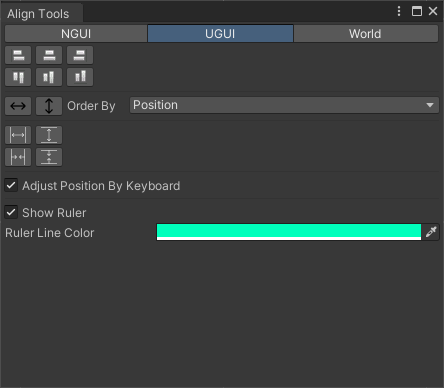 Align Tools
NGUI UGUI World
Order By Position
Adjust Position By Keyboard
Show Ruler
Ruler Line Color